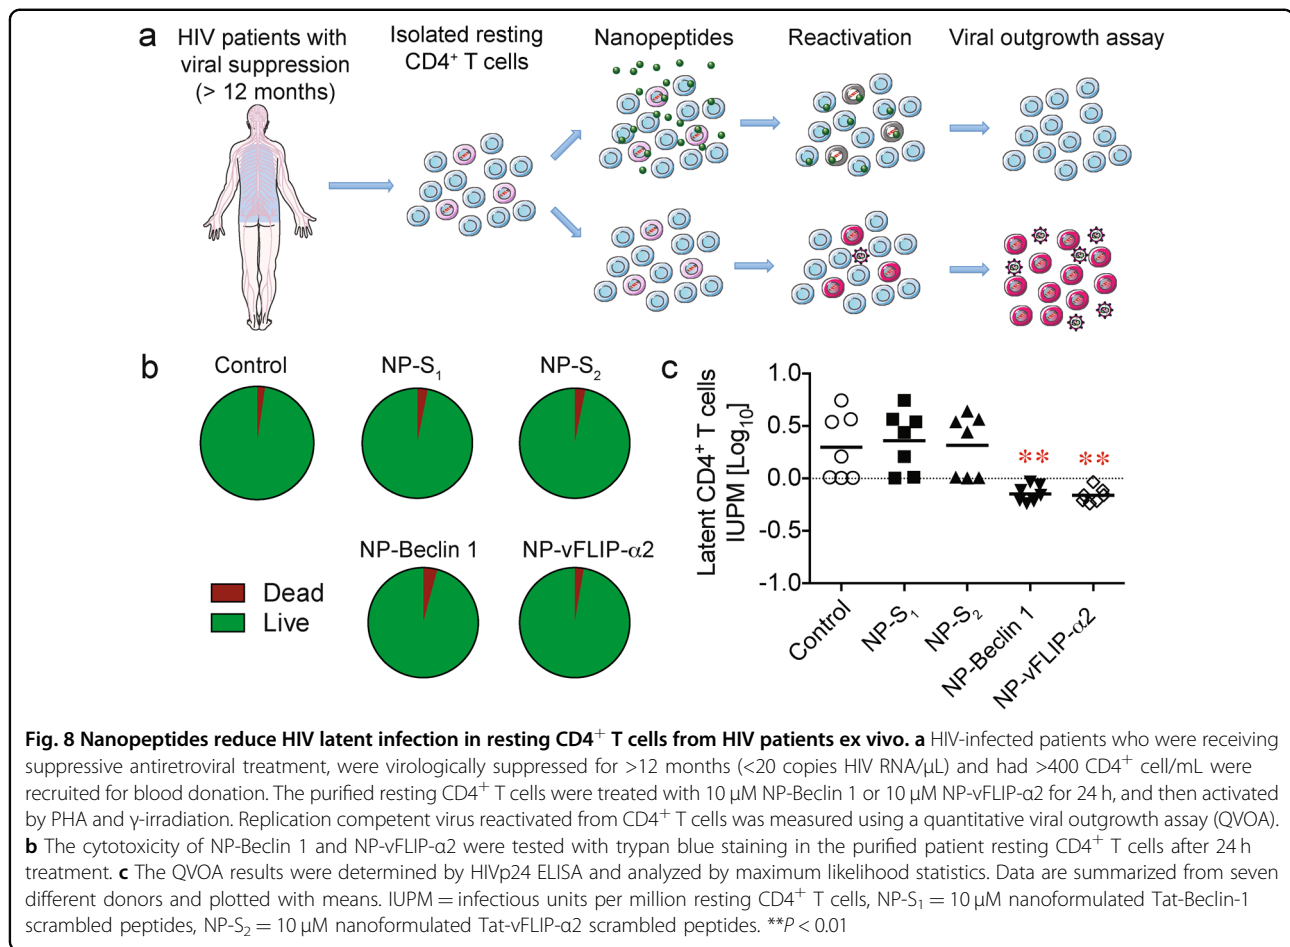 a
HIV patients with
viral suppression
(> 12 months)
Isolated resting
CD4⁺ T cells
Nanopeptides
Reactivation
Viral outgrowth assay
b
Control
NP-S₁
NP-S₂
NP-Beclin 1
NP-vFLIP-α2
Dead
Live
c
Latent CD4⁺ T cells
IUPM [Log₁₀]
1.0
0.5
0.0
-0.5
-1.0
**
**
Control
NP-S₁
NP-S₂
NP-Beclin 1
NP-vFLIP-α2
Fig. 8 Nanopeptides reduce HIV latent infection in resting CD4⁺ T cells from HIV patients ex vivo. a HIV-infected patients who were receiving
suppressive antiretroviral treatment, were virologically suppressed for >12 months (<20 copies HIV RNA/μL) and had >400 CD4⁺ cell/mL were
recruited for blood donation. The purified resting CD4⁺ T cells were treated with 10 μM NP-Beclin 1 or 10 μM NP-vFLIP-α2 for 24 h, and then activated
by PHA and γ-irradiation. Replication competent virus reactivated from CD4⁺ T cells was measured using a quantitative viral outgrowth assay (QVOA).
b The cytotoxicity of NP-Beclin 1 and NP-vFLIP-α2 were tested with trypan blue staining in the purified patient resting CD4⁺ T cells after 24 h
treatment. c The QVOA results were determined by HIVp24 ELISA and analyzed by maximum likelihood statistics. Data are summarized from seven
different donors and plotted with means. IUPM = infectious units per million resting CD4⁺ T cells, NP-S₁ = 10 μM nanoformulated Tat-Beclin-1
scrambled peptides, NP-S₂ = 10 μM nanoformulated Tat-vFLIP-α2 scrambled peptides. **P < 0.01